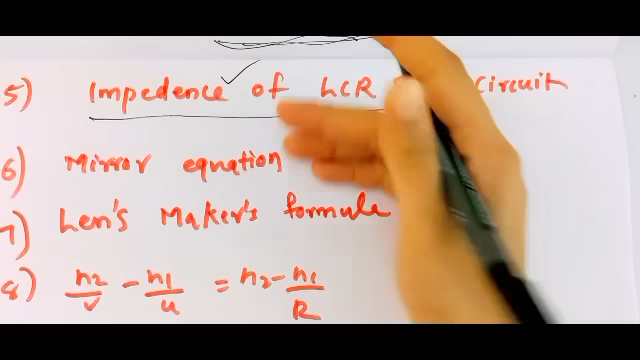 5) Impedence of LCR Circuit
6) Mirror equation
7) Len's Maker's formula
8) n2/v - n1/u = n2 - n1/R